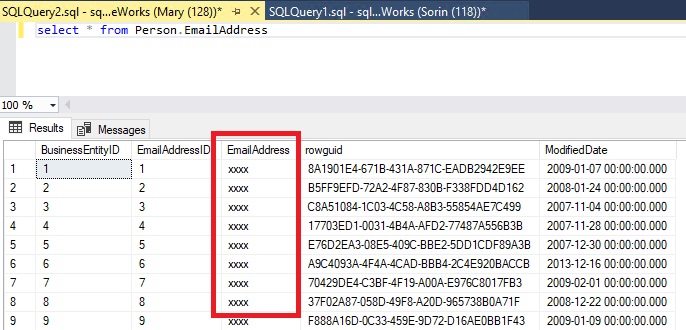 SQLQuery2.sql - sq...eWorks (Mary (128))* SQLQuery1.sql - sql...Works (Sorin (118))*
select * from Person.EmailAddress
100 %
Results Messages
BusinessEntityID EmailAddressID EmailAddress rowguid ModifiedDate
1 1 1 xxxx 8A1901E4-671B-431A-871C-EADB2942E9EE 2009-01-07 00:00:00.000
2 2 2 xxxx B5FF9EFD-72A2-4F87-830B-F338FDD4D162 2008-01-24 00:00:00.000
3 3 3 xxxx C8A51084-1C03-4C58-A8B3-55854AE7C499 2007-11-04 00:00:00.000
4 4 4 xxxx 17703ED1-0031-4B4A-AFD2-77487A556B3B 2007-11-28 00:00:00.000
5 5 5 xxxx E76D2EA3-08E5-409C-BBE2-5DD1CDF89A3B 2007-12-30 00:00:00.000
6 6 6 xxxx A9C4093A-4F4A-4CAD-BBB4-2C4E920BACCB 2013-12-16 00:00:00.000
7 7 7 xxxx 70429DE4-C3BF-4F19-A00A-E976C8017FB3 2009-02-01 00:00:00.000
8 8 8 xxxx 37F02A87-058D-49F8-A20D-965738B0A71F 2008-12-22 00:00:00.000
9 9 9 xxxx F888A16D-0C33-459E-9D72-D16AE0BB1F43 2009-01-09 00:00:00.000